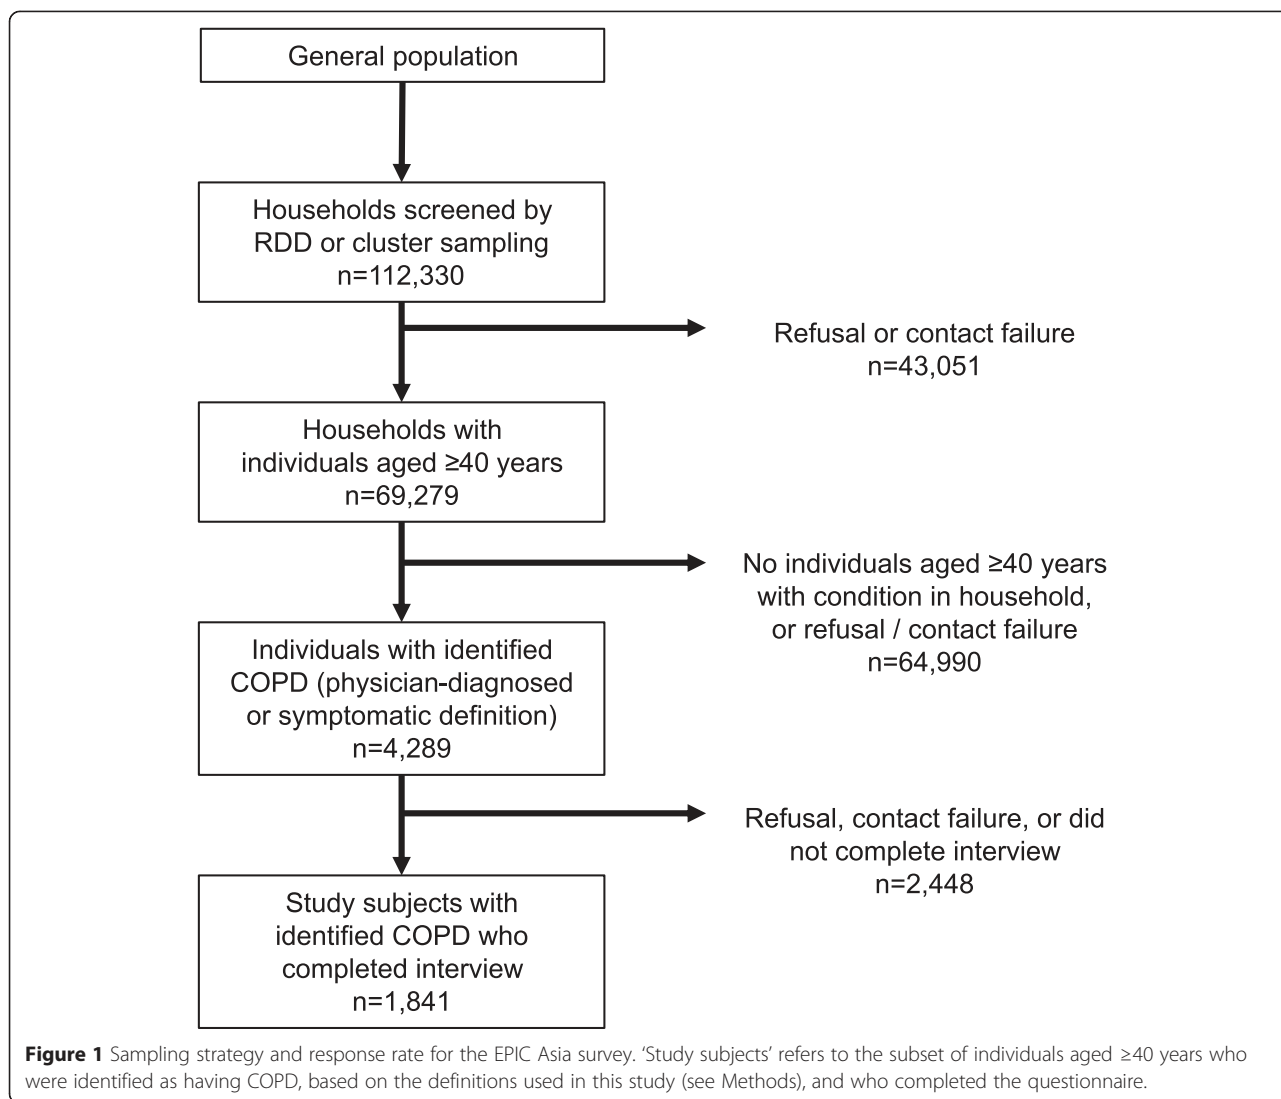 General population
Households screened by
RDD or cluster sampling
n=112,330
Refusal or contact failure
n=43,051
Households with
individuals aged ≥40 years
n=69,279
No individuals aged ≥40 years
with condition in household,
or refusal / contact failure
n=64,990
Individuals with identified
COPD (physician-diagnosed
or symptomatic definition)
n=4,289
Refusal, contact failure, or did
not complete interview
n=2,448
Study subjects with
identified COPD who
completed interview
n=1,841
Figure 1 Sampling strategy and response rate for the EPIC Asia survey. ‘Study subjects’ refers to the subset of individuals aged ≥40 years who
were identified as having COPD, based on the definitions used in this study (see Methods), and who completed the questionnaire.